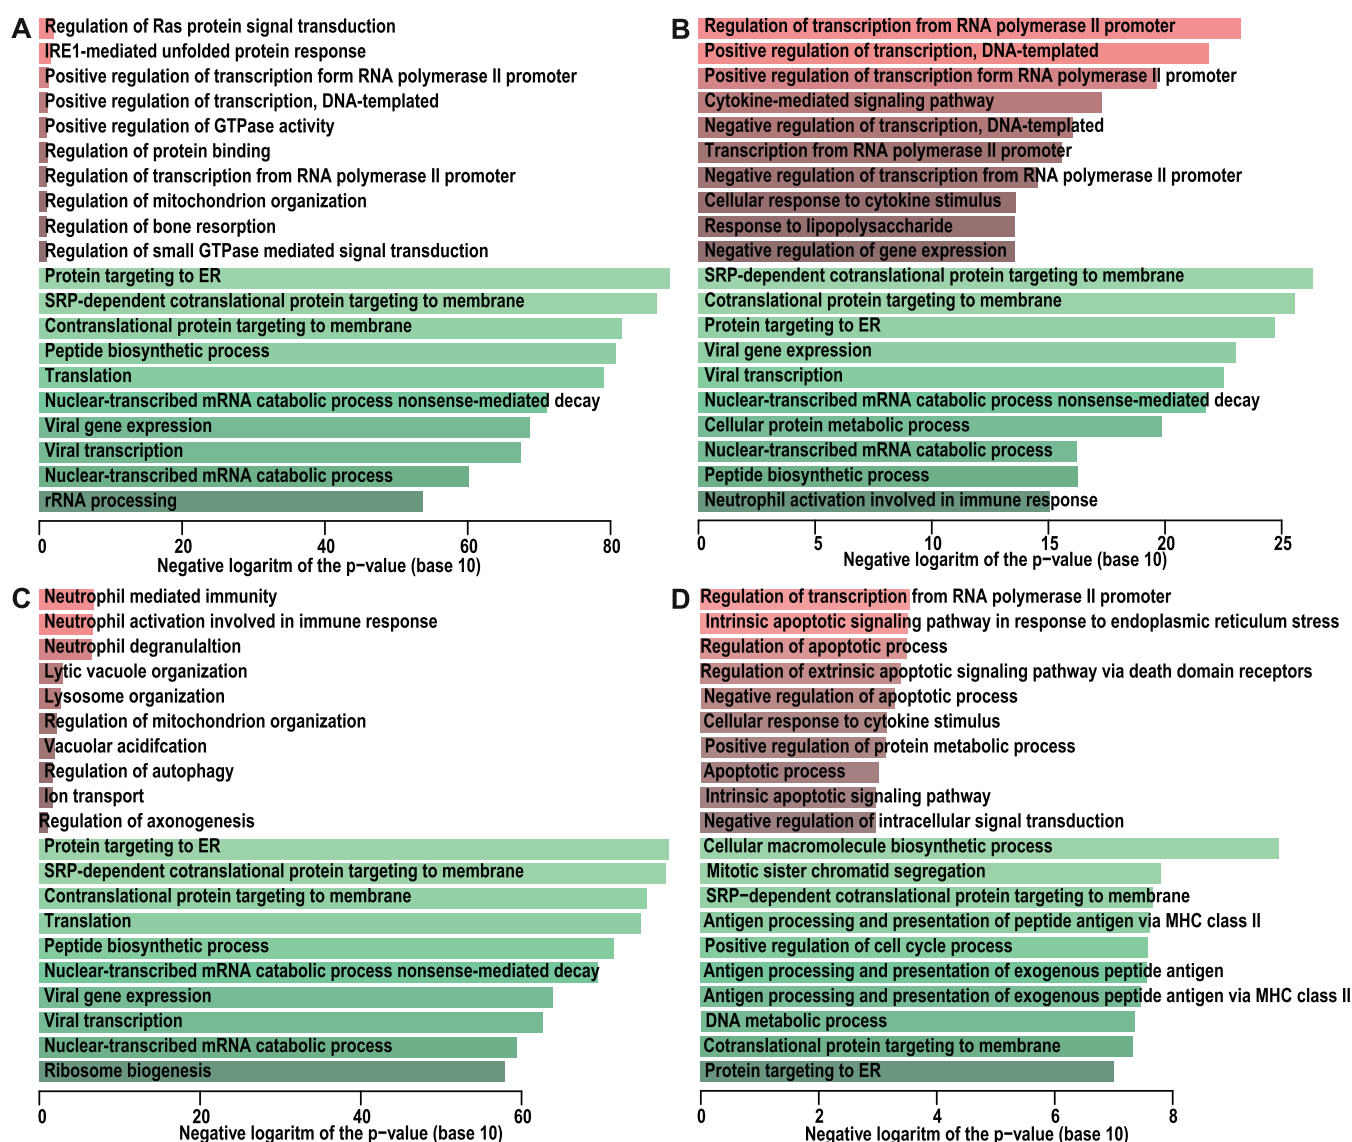 A
Regulation of Ras protein signal transduction
IRE1-mediated unfolded protein response
Positive regulation of transcription form RNA polymerase II promoter
Positive regulation of transcription, DNA-templated
Positive regulation of GTPase activity
Regulation of protein binding
Regulation of transcription from RNA polymerase II promoter
Regulation of mitochondrion organization
Regulation of bone resorption
Regulation of small GTPase mediated signal transduction
Protein targeting to ER
SRP-dependent cotranslational protein targeting to membrane
Contranslational protein targeting to membrane
Peptide biosynthetic process
Translation
Nuclear-transcribed mRNA catabolic process nonsense-mediated decay
Viral gene expression
Viral transcription
Nuclear-transcribed mRNA catabolic process
rRNA processing
0 20 40 60 80
Negative logaritm of the p-value (base 10)
B
Regulation of transcription from RNA polymerase II promoter
Positive regulation of transcription, DNA-templated
Positive regulation of transcription form RNA polymerase II promoter
Cytokine-mediated signaling pathway
Negative regulation of transcription, DNA-templated
Transcription from RNA polymerase II promoter
Negative regulation of transcription from RNA polymerase II promoter
Cellular response to cytokine stimulus
Response to lipopolysaccharide
Negative regulation of gene expression
SRP-dependent cotranslational protein targeting to membrane
Cotranslational protein targeting to membrane
Protein targeting to ER
Viral gene expression
Viral transcription
Nuclear-transcribed mRNA catabolic process nonsense-mediated decay
Cellular protein metabolic process
Nuclear-transcribed mRNA catabolic process
Peptide biosynthetic process
Neutrophil activation involved in immune response
0 5 10 15 20 25
Negative logaritm of the p−value (base 10)
C
Neutrophil mediated immunity
Neutrophil activation involved in immune response
Neutrophil degranulaltion
Lytic vacuole organization
Lysosome organization
Regulation of mitochondrion organization
Vacuolar acidifcation
Regulation of autophagy
Ion transport
Regulation of axonogenesis
Protein targeting to ER
SRP-dependent cotranslational protein targeting to membrane
Contranslational protein targeting to membrane
Translation
Peptide biosynthetic process
Nuclear-transcribed mRNA catabolic process nonsense-mediated decay
Viral gene expression
Viral transcription
Nuclear-transcribed mRNA catabolic process
Ribosome biogenesis
0 20 40 60
Negative logaritm of the p−value (base 10)
D
Regulation of transcription from RNA polymerase II promoter
Intrinsic apoptotic signaling pathway in response to endoplasmic reticulum stress
Regulation of apoptotic process
Regulation of extrinsic apoptotic signaling pathway via death domain receptors
Negative regulation of apoptotic process
Cellular response to cytokine stimulus
Positive regulation of protein metabolic process
Apoptotic process
Intrinsic apoptotic signaling pathway
Negative regulation of intracellular signal transduction
Cellular macromolecule biosynthetic process
Mitotic sister chromatid segregation
SRP−dependent cotranslational protein targeting to membrane
Antigen processing and presentation of peptide antigen via MHC class II
Positive regulation of cell cycle process
Antigen processing and presentation of exogenous peptide antigen
Antigen processing and presentation of exogenous peptide antigen via MHC class II
DNA metabolic process
Cotranslational protein targeting to membrane
Protein targeting to ER
0 2 4 6 8
Negative logaritm of the p−value (base 10)